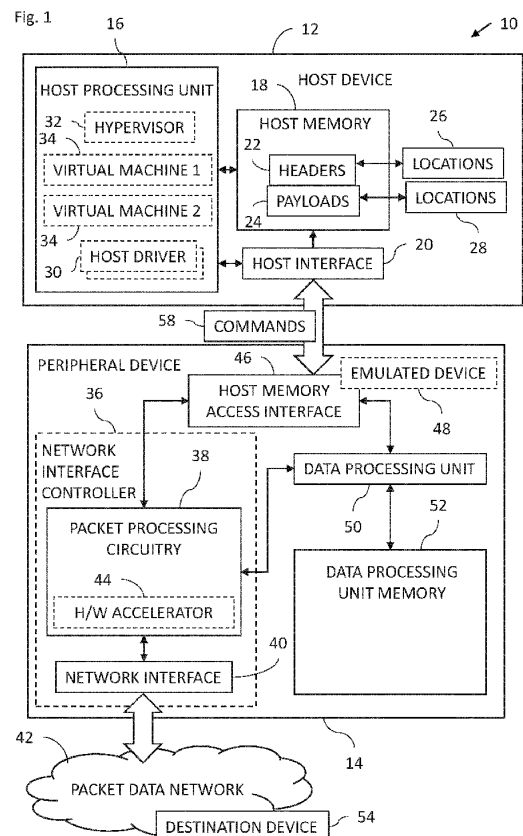 Fig. 1
16
12
10
HOST DEVICE
HOST PROCESSING UNIT
18
HOST MEMORY
32
HYPERVISOR
34
VIRTUAL MACHINE 1
VIRTUAL MACHINE 2
34
HOST DRIVER
30
22
HEADERS
PAYLOADS
24
26
LOCATIONS
LOCATIONS
28
HOST INTERFACE
20
58
COMMANDS
PERIPHERAL DEVICE
46
HOST MEMORY
ACCESS INTERFACE
EMULATED DEVICE
48
36
NETWORK
INTERFACE
CONTROLLER
38
PACKET PROCESSING
CIRCUITRY
44
H/W ACCELERATOR
DATA PROCESSING UNIT
50
52
DATA PROCESSING
UNIT MEMORY
40
NETWORK INTERFACE
42
14
PACKET DATA NETWORK
54
DESTINATION DEVICE